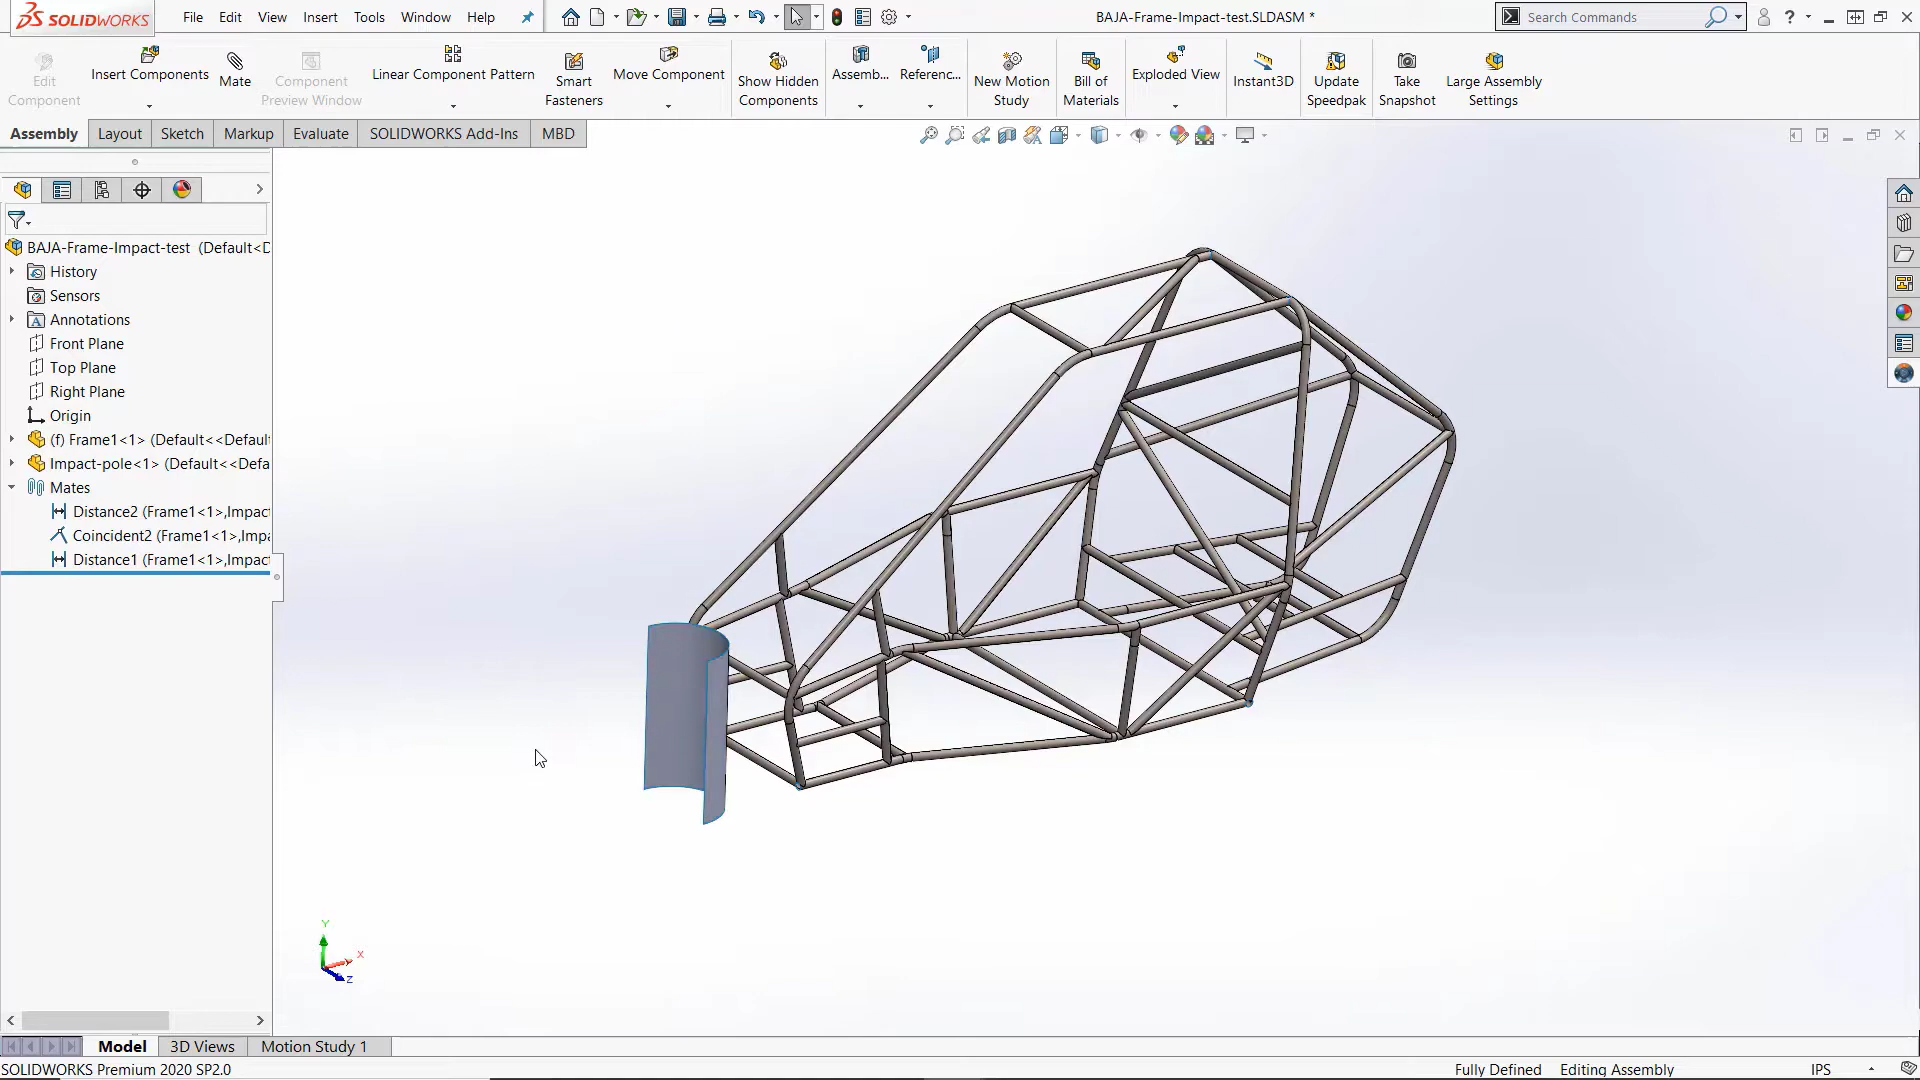 SOLIDWORKS
File Edit View Insert Tools Window Help
BAJA-Frame-Impact-test.SLDASM *
Search Commands
?
Edit Component
Insert Components
Mate
Component Preview Window
Linear Component Pattern
Smart Fasteners
Move Component
Show Hidden Components
Assemb...
Referenc...
New Motion Study
Bill of Materials
Exploded View
Instant3D
Update Speedpak
Take Snapshot
Large Assembly Settings
Assembly Layout Sketch Markup Evaluate SOLIDWORKS Add-Ins MBD
BAJA-Frame-Impact-test (Default<D
History
Sensors
A Annotations
Front Plane
Top Plane
Right Plane
Origin
(f) Frame1<1> (Default<<Default
Impact-pole<1> (Default<<Defa
Mates
Distance2 (Frame1<1>,Impact
Coincident2 (Frame1<1>,Impa
Distance1 (Frame1<1>,Impact
Y
X
Z
Model 3D Views Motion Study 1
SOLIDWORKS Premium 2020 SP2.0
Fully Defined Editing Assembly IPS